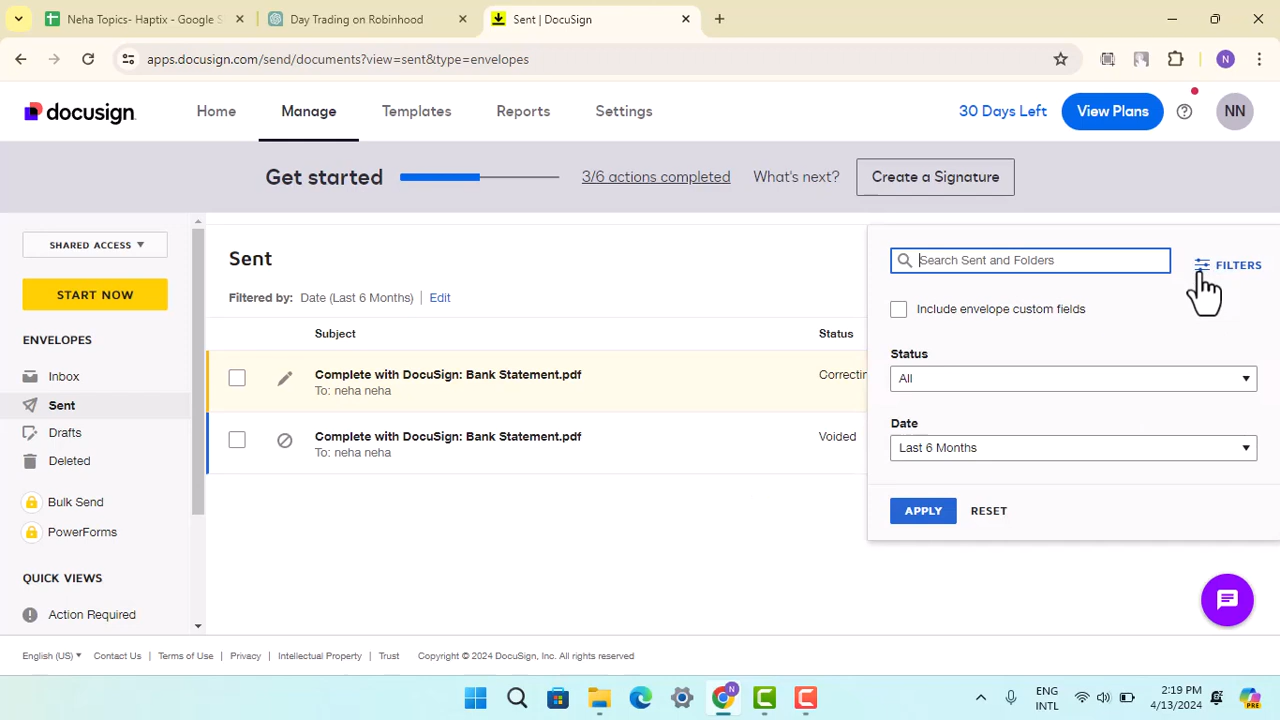 Neha Topics- Haptix - Google S
Day Trading on Robinhood
Sent | DocuSign
apps.docusign.com/send/documents?view=sent&type=envelopes
N
docusign
Home
Manage
Templates
Reports
Settings
30 Days Left
View Plans
NN
Get started
3/6 actions completed
What's next?
Create a Signature
SHARED ACCESS
START NOW
ENVELOPES
Inbox
Sent
Drafts
Deleted
Bulk Send
PowerForms
QUICK VIEWS
Action Required
Sent
Filtered by: Date (Last 6 Months) | Edit
Subject
Status
Complete with DocuSign: Bank Statement.pdf
Correctin
To: neha neha
Complete with DocuSign: Bank Statement.pdf
Voided
To: neha neha
Search Sent and Folders
FILTERS
Include envelope custom fields
Status
All
Date
Last 6 Months
APPLY
RESET
English (US) | Contact Us | Terms of Use | Privacy | Intellectual Property | Trust
Copyright © 2024 DocuSign, Inc. All rights reserved
N
ENG
INTL
2:19 PM
4/13/2024
PRE